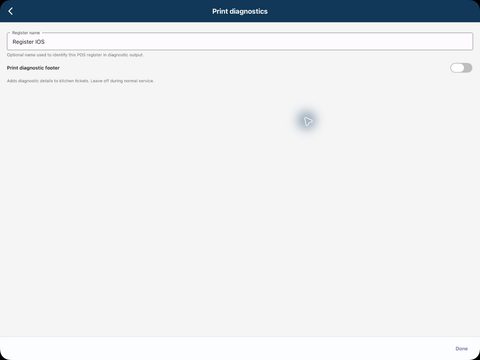 Print diagnostics
Register name
Register iOS
Optional name used to identify this POS register in diagnostic output.
Print diagnostic footer
Adds diagnostic details to kitchen tickets. Leave off during normal service.
Done